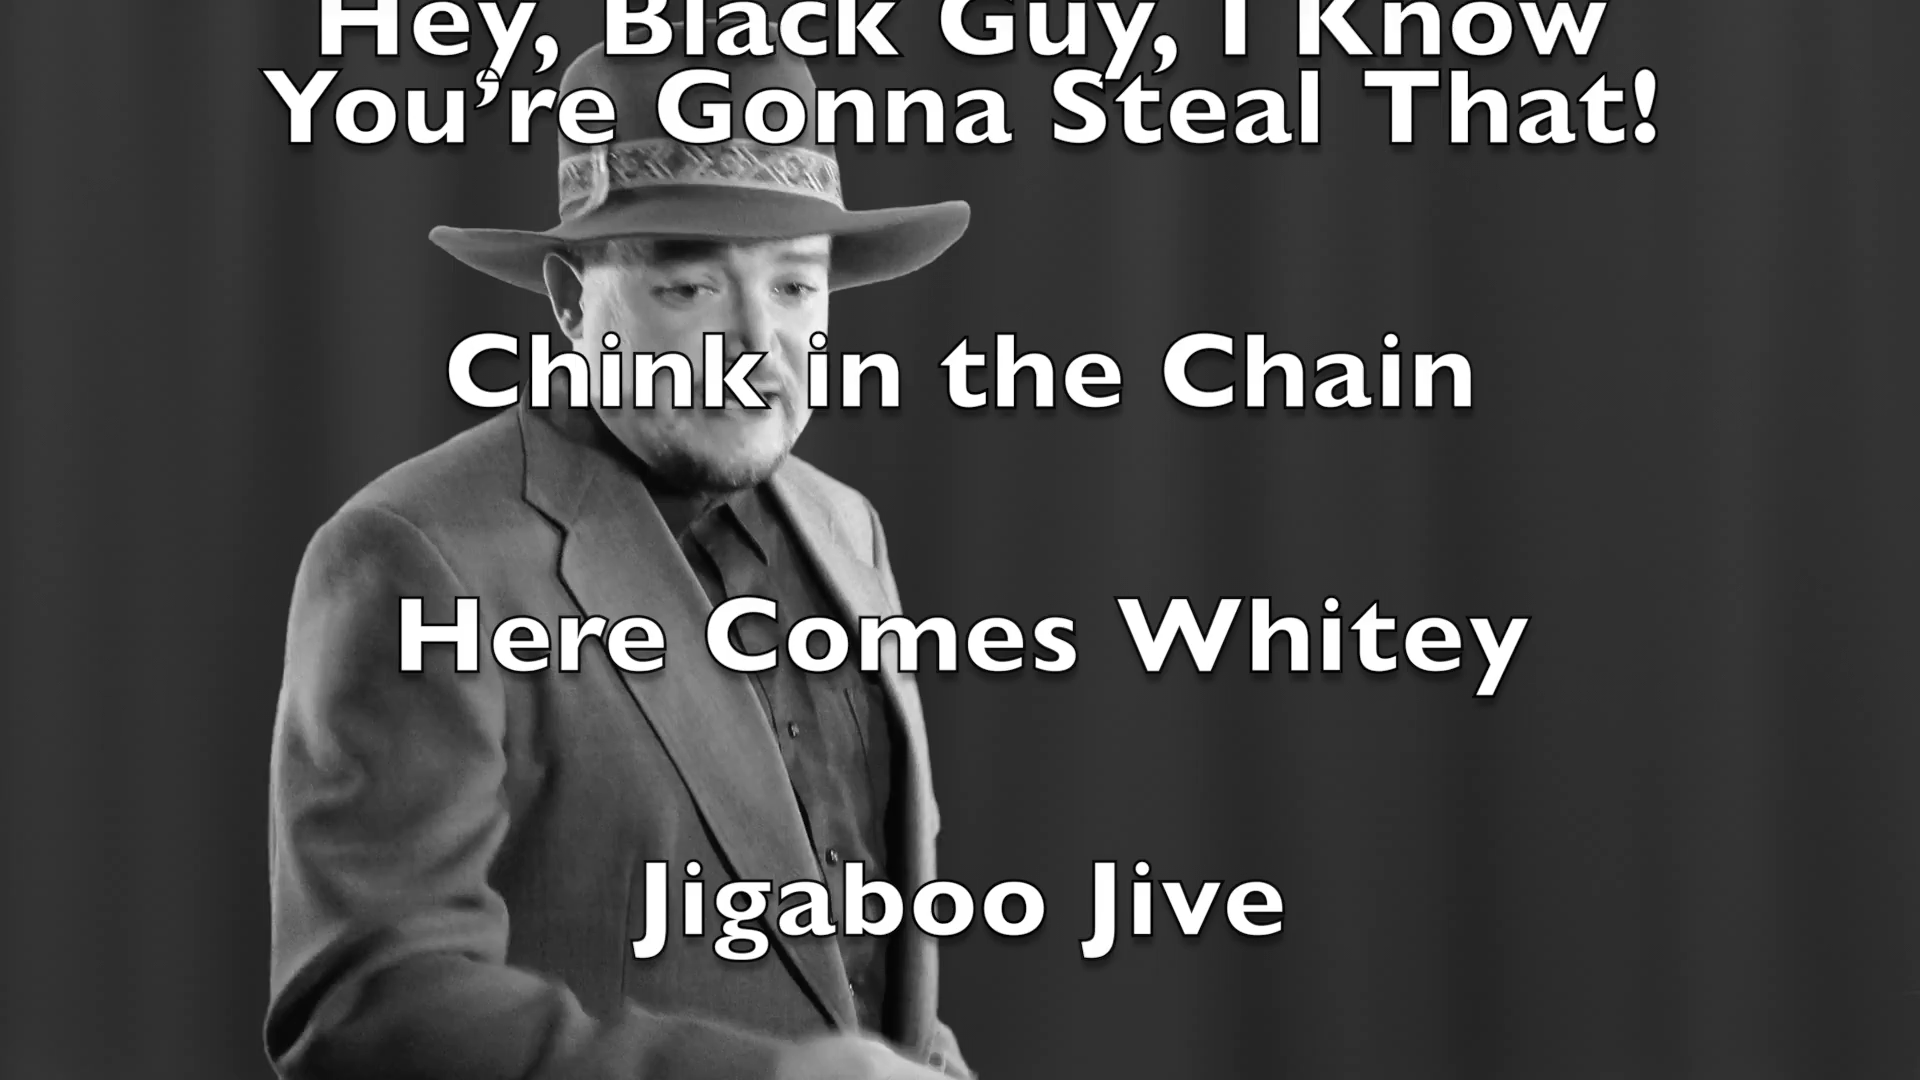 Hey, Black Guy, I Know
You’re Gonna Steal That!
Chink in the Chain
Here Comes Whitey
Jigaboo Jive